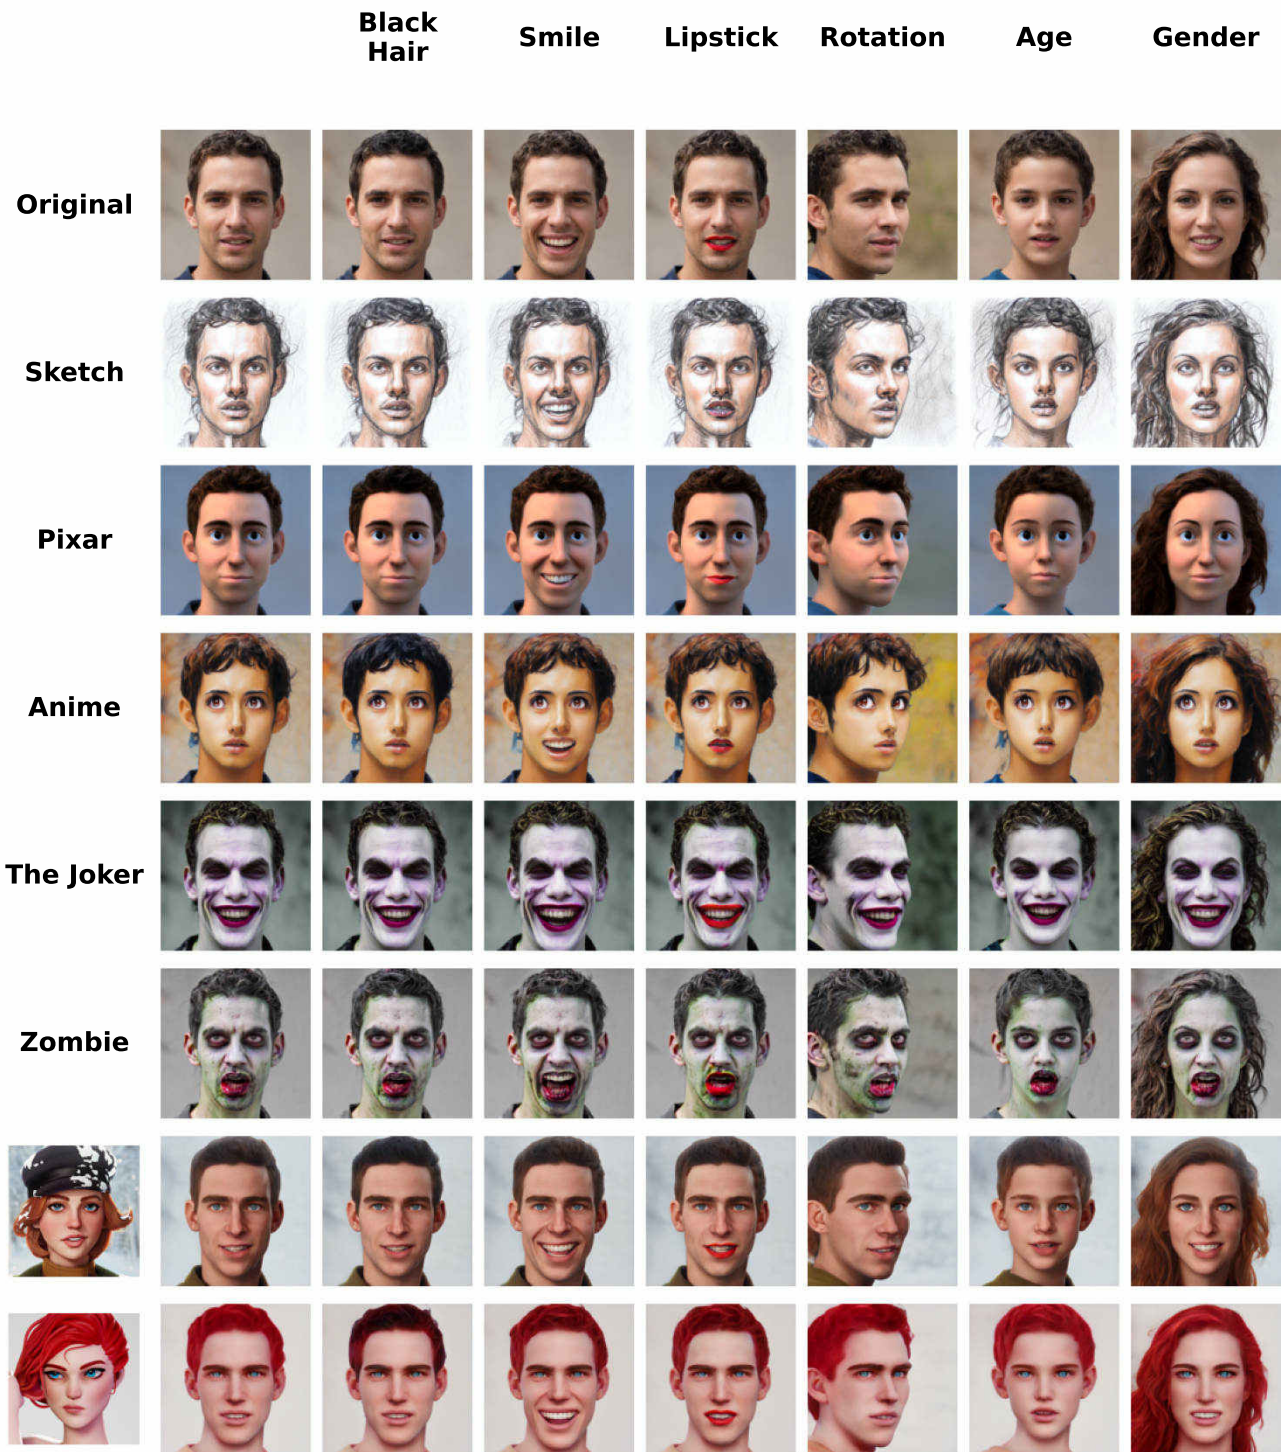 Black
Hair
Smile
Lipstick
Rotation
Age
Gender
Original
Sketch
Pixar
Anime
The Joker
Zombie